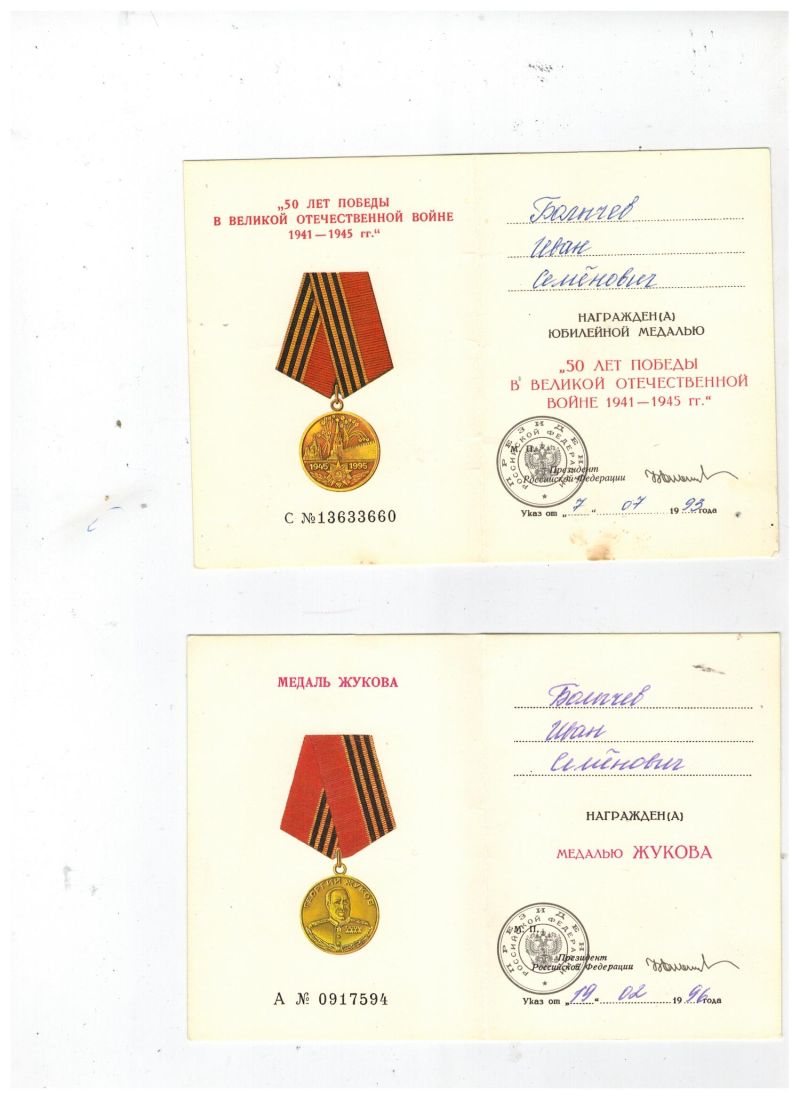 „50 ЛЕТ ПОБЕДЫ
В ВЕЛИКОЙ ОТЕЧЕСТВЕННОЙ ВОЙНЕ
1941—1945 гг.“
1945 1995
С №13633660
Иван
Семёнович
НАГРАЖДЕН(А)
ЮБИЛЕЙНОЙ МЕДАЛЬЮ
„50 ЛЕТ ПОБЕДЫ
В ВЕЛИКОЙ ОТЕЧЕСТВЕННОЙ
ВОЙНЕ 1941—1945 гг.“
М. П.
Президент
Российской Федерации
Указ от „7“ 07 1993 года
МЕДАЛЬ ЖУКОВА
ГЕОРГИЙ ЖУКОВ
А № 0917594
Иван
Семёнович
НАГРАЖДЕН(А)
МЕДАЛЬЮ ЖУКОВА
М. П.
Президент
Российской Федерации
Указ от „19“ 02 1996 года